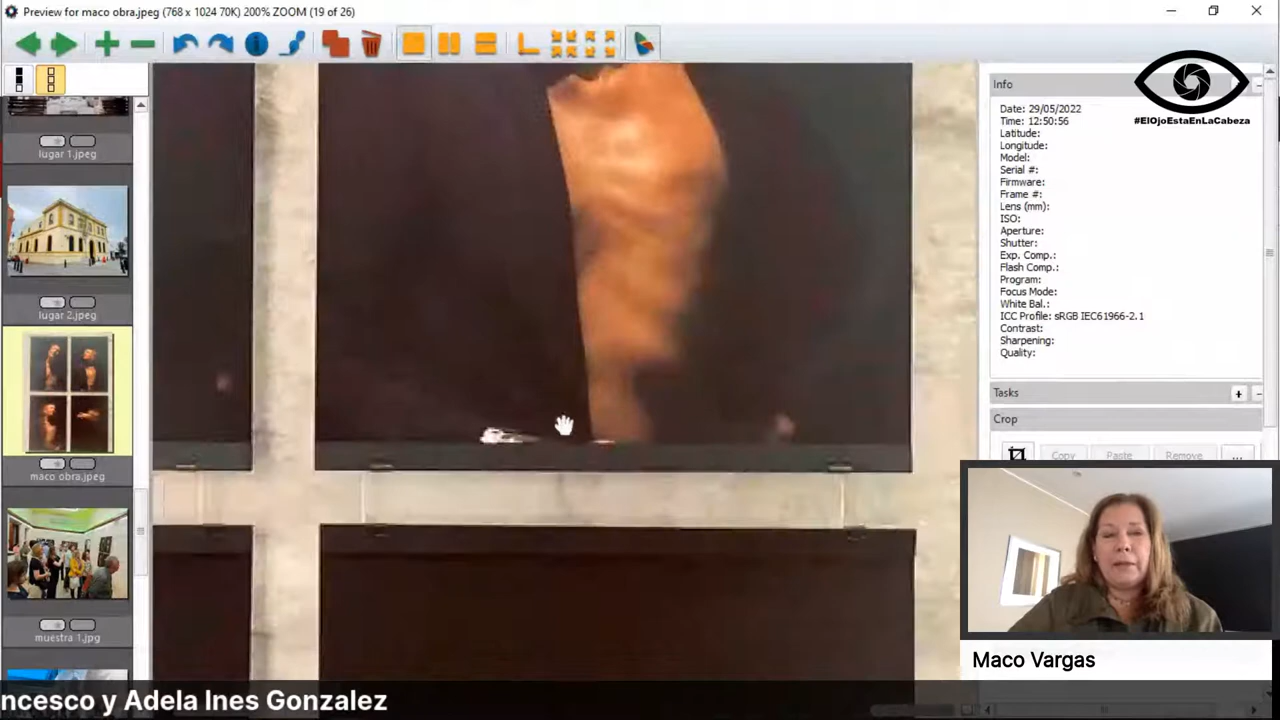 Preview for maco obra.jpeg (768 x 1024 70K) 200% ZOOM (19 of 26)
lugar 1.jpeg
lugar 2.jpeg
maco obra.jpeg
muestra 1.jpg
Info
Date: 29/05/2022
Time: 12:50:56
Latitude:
Longitude:
Model:
Serial #:
Firmware:
Frame #:
Lens (mm):
ISO:
Aperture:
Shutter:
Exp. Comp.:
Flash Comp.:
Program:
Focus Mode:
White Bal.:
ICC Profile: sRGB IEC61966-2.1
Contrast:
Sharpening:
Quality:
Tasks
Crop
Copy
Paste
Remove
...
#ElOjoEstaEnLaCabeza
Maco Vargas
ncesco y Adela Ines Gonzalez